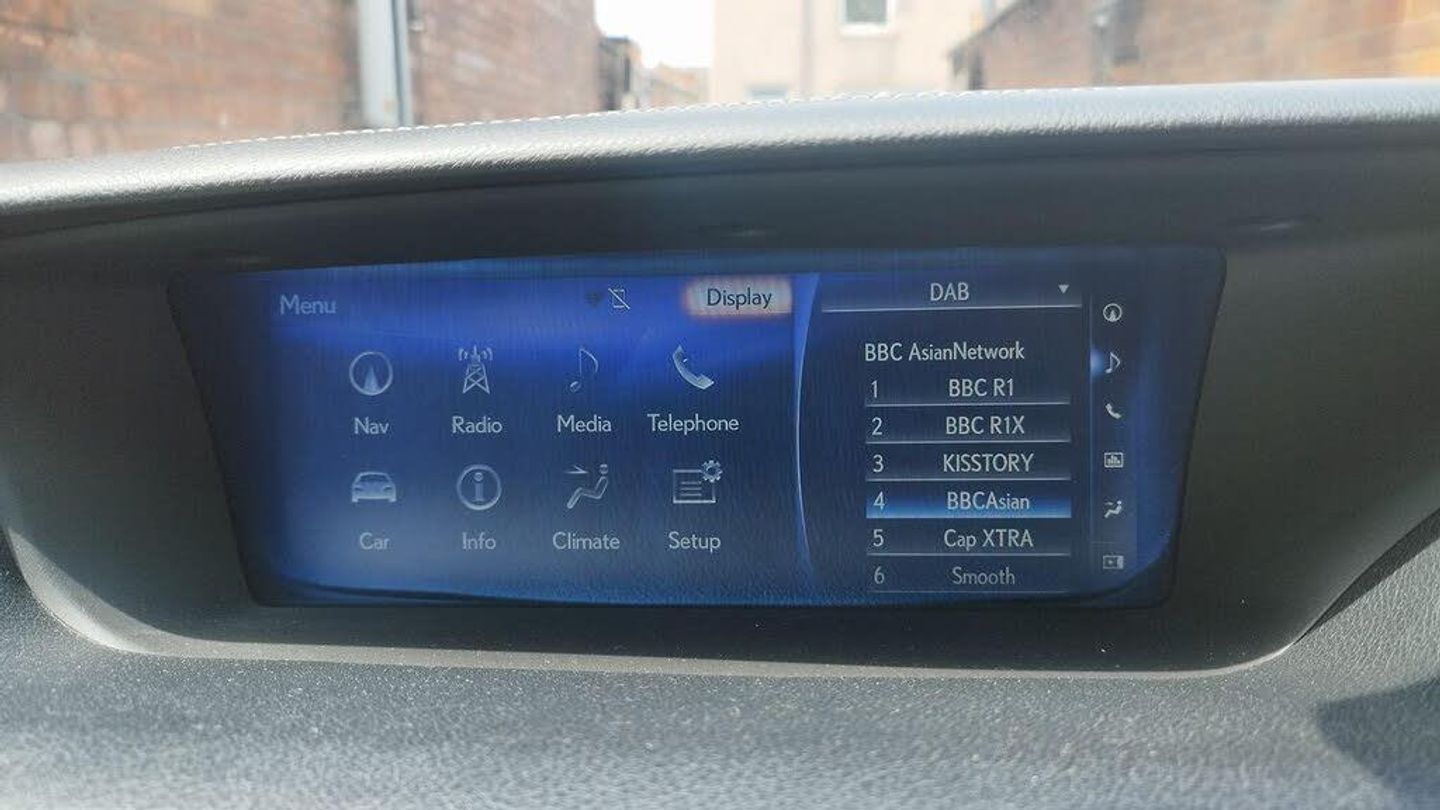 Menu
Display
Nav
Radio
Media
Telephone
Car
Info
Climate
Setup
DAB
BBC AsianNetwork
1 BBC R1
2 BBC R1X
3 KISSTORY
4 BBCAsian
5 Cap XTRA
6 Smooth